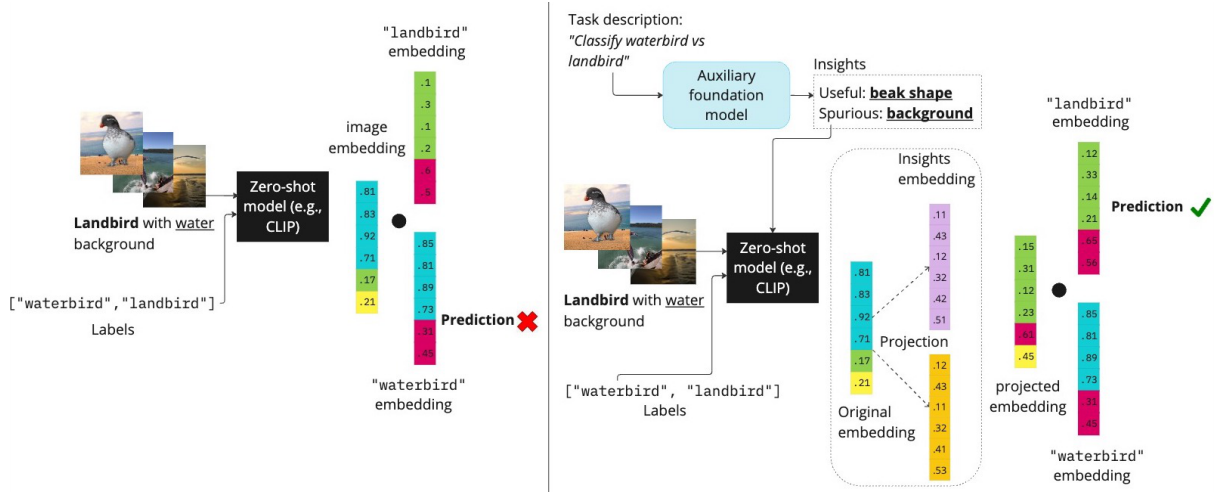 "landbird"
embedding
.1
.3
.1
.2
.6
.5
image
embedding
.81
.83
.92
.71
.17
.21
Zero-shot
model (e.g.,
CLIP)
Landbird with water
background
["waterbird","landbird"]
Labels
.85
.81
.89
.73
.31
.45
Prediction
"waterbird"
embedding
Task description:
"Classify waterbird vs
landbird"
Auxiliary
foundation
model
Insights
Useful: beak shape
Spurious: background
Zero-shot
model (e.g.,
CLIP)
Landbird with water
background
["waterbird", "landbird"]
Labels
Insights
embedding
.11
.43
.12
.32
.42
.51
.81
.83
.92
.71
.17
.21
Original
embedding
Projection
.12
.43
.11
.32
.41
.53
"landbird"
embedding
.12
.33
.14
.21
.65
.56
Prediction
.15
.31
.12
.23
.61
.45
projected
embedding
.85
.81
.89
.73
.31
.45
"waterbird"
embedding